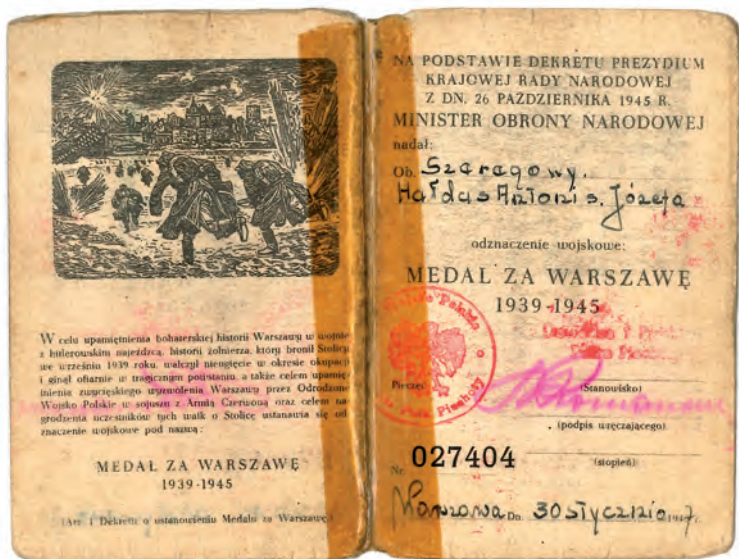 W celu upamiętnienia bohaterskiej historii Warszawy w wojnie
z hitlerowskim najeźdźcą, historii żołnierza, który bronił Stolicy
we wrześniu 1939 roku, walczył nieugięcie w okresie okupacji
i ginął ofiarnie w tragicznym powstaniu, a także celem upamięt-
nienia zwycięskiego wyzwolenia Warszawy przez Odrodzone
Wojsko Polskie w sojuszu z Armią Czerwoną oraz celem na-
grodzenia uczestników tych walk o Stolicę ustanawia się od-
znaczenie wojskowe pod nazwą:
MEDAL ZA WARSZAWĘ
1939-1945
(Art. 1 Dekretu o ustanowieniu Medalu za Warszawę)
NA PODSTAWIE DEKRETU PREZYDIUM
KRAJOWEJ RADY NARODOWEJ
Z DN. 26 PAŹDZIERNIKA 1945 R.
MINISTER OBRONY NARODOWEJ
nadał:
Ob. Szeregowy.
Hałdas Antoni s. Józefa
odznaczenie wojskowe:
MEDAL ZA WARSZAWĘ
1939-1945
Pieczęć
(Stanowisko)
(podpis wręczającego)
Nr. 027404
(stopień)
Dn. 30 stycznia 1947